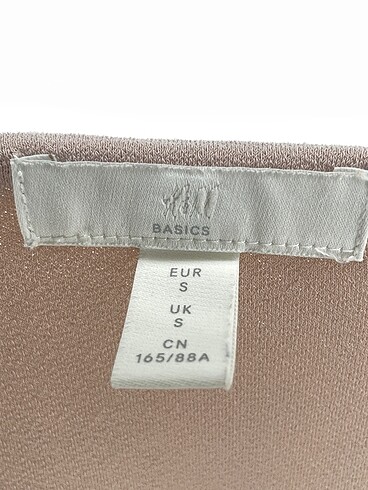 H&M
BASICS
EUR
S
UK
S
CN
165/88A